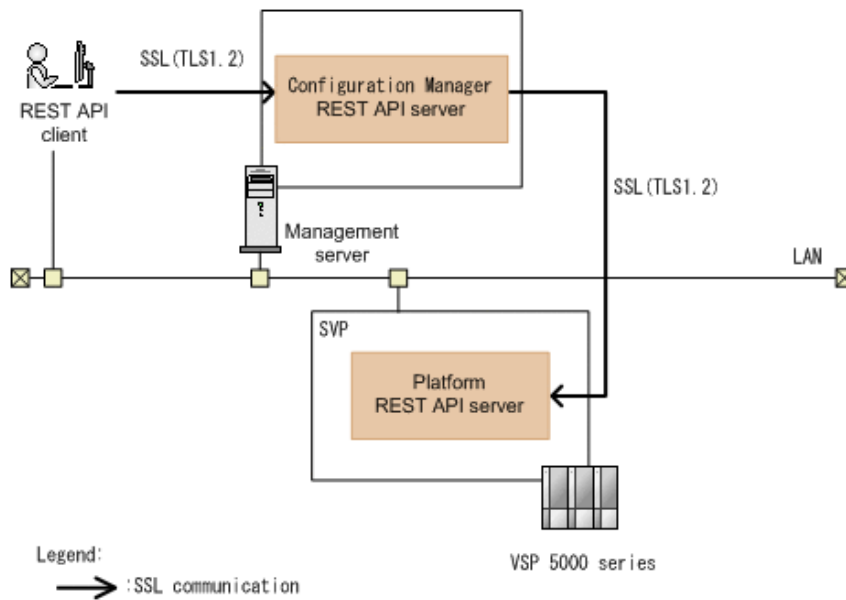 SSL(TLS1.2)
Configuration Manager
REST API server
REST API
client
SSL(TLS1.2)
Management
server
LAN
SVP
Platform
REST API server
VSP 5000 series
Legend:
:SSL communication